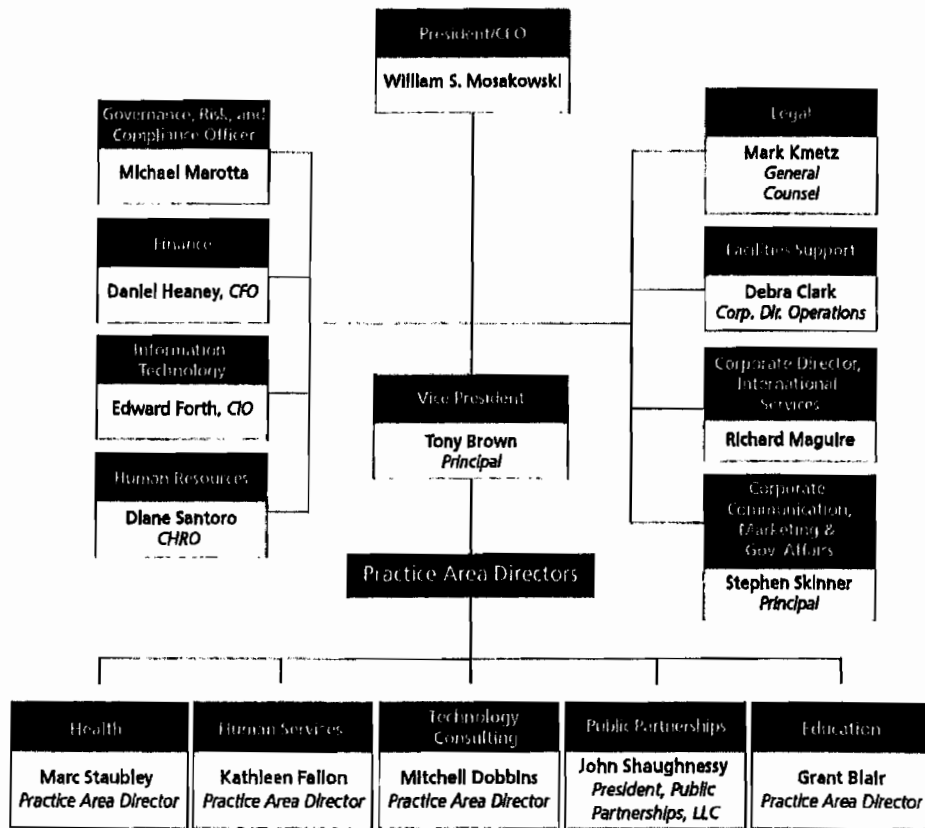 President/CEO
William S. Mosakowski
Governance, Risk, and
Compliance Officer
Michael Marotta
Finance
Daniel Heaney, CFO
Information
Technology
Edward Forth, CIO
Human Resources
Diane Santoro
CHRO
Legal
Mark Kmetz
General
Counsel
Facilities Support
Debra Clark
Corp. Dir. Operations
Corporate Director,
International
Services
Richard Maguire
Corporate
Communication,
Marketing &
Gov. Affairs
Stephen Skinner
Principal
Vice President
Tony Brown
Principal
Practice Area Directors
Health
Marc Staubley
Practice Area Director
Human Services
Kathleen Fallon
Practice Area Director
Technology
Consulting
Mitchell Dobbins
Practice Area Director
Public Partnerships
John Shaughnessy
President, Public
Partnerships, LLC
Education
Grant Blair
Practice Area Director